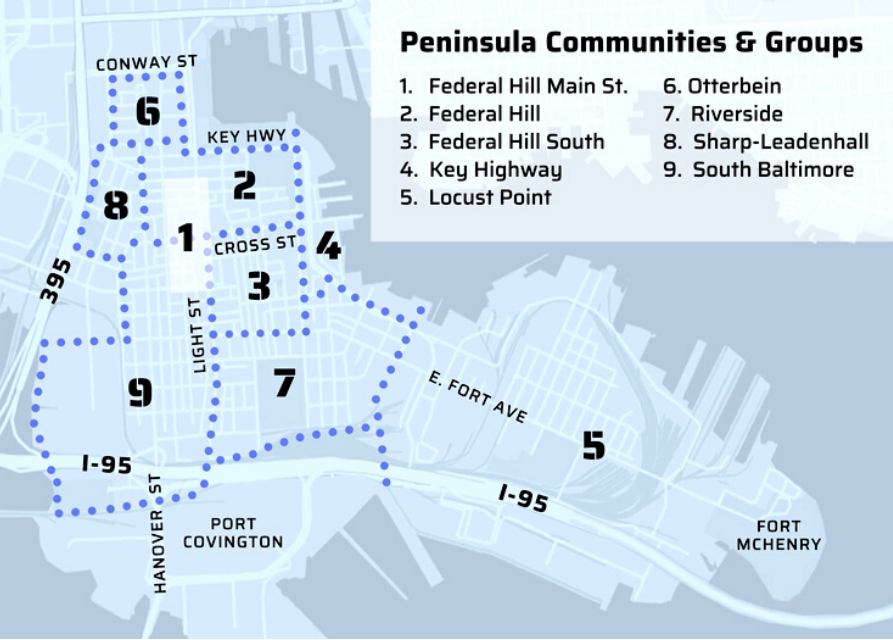 Peninsula Communities & Groups
1. Federal Hill Main St.
2. Federal Hill
3. Federal Hill South
4. Key Highway
5. Locust Point
6. Otterbein
7. Riverside
8. Sharp-Leadenhall
9. South Baltimore
CONWAY ST
6
KEY HWY
2
8
1
CROSS ST
4
395
3
LIGHT ST
9
7
E. FORT AVE
5
I-95
I-95
HANOVER ST
PORT
COVINGTON
FORT
MCHENRY